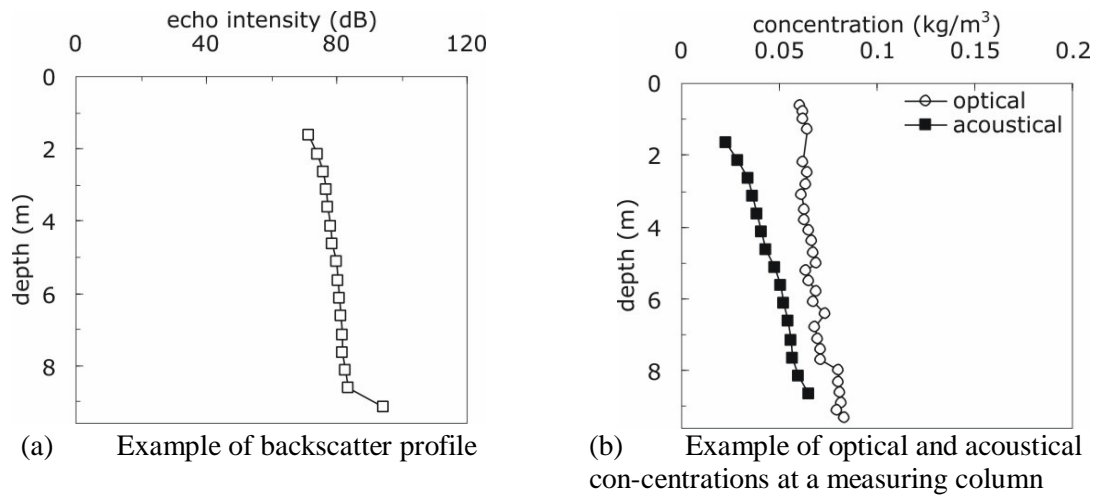 echo intensity (dB)
0 40 80 120
0
2
4
6
8
depth (m)
(a) Example of backscatter profile
concentration (kg/m³)
0 0.05 0.1 0.15 0.2
0
2
4
6
8
depth (m)
optical
acoustical
(b) Example of optical and acoustical
con-centrations at a measuring column